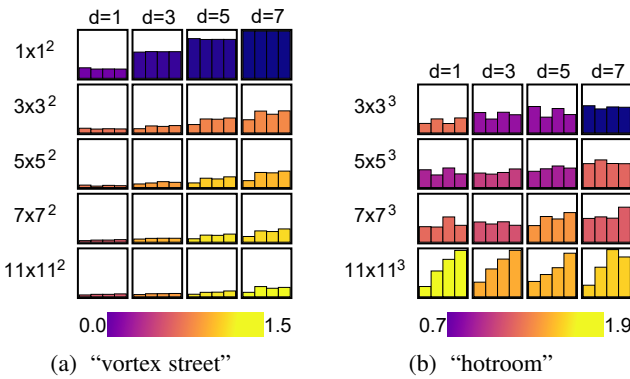 d=1 d=3 d=5 d=7
1x1²
3x3²
5x5²
7x7²
11x11²
0.0 1.5
(a) “vortex street”
d=1 d=3 d=5 d=7
3x3³
5x5³
7x7³
11x11³
0.7 1.9
(b) “hotroom”